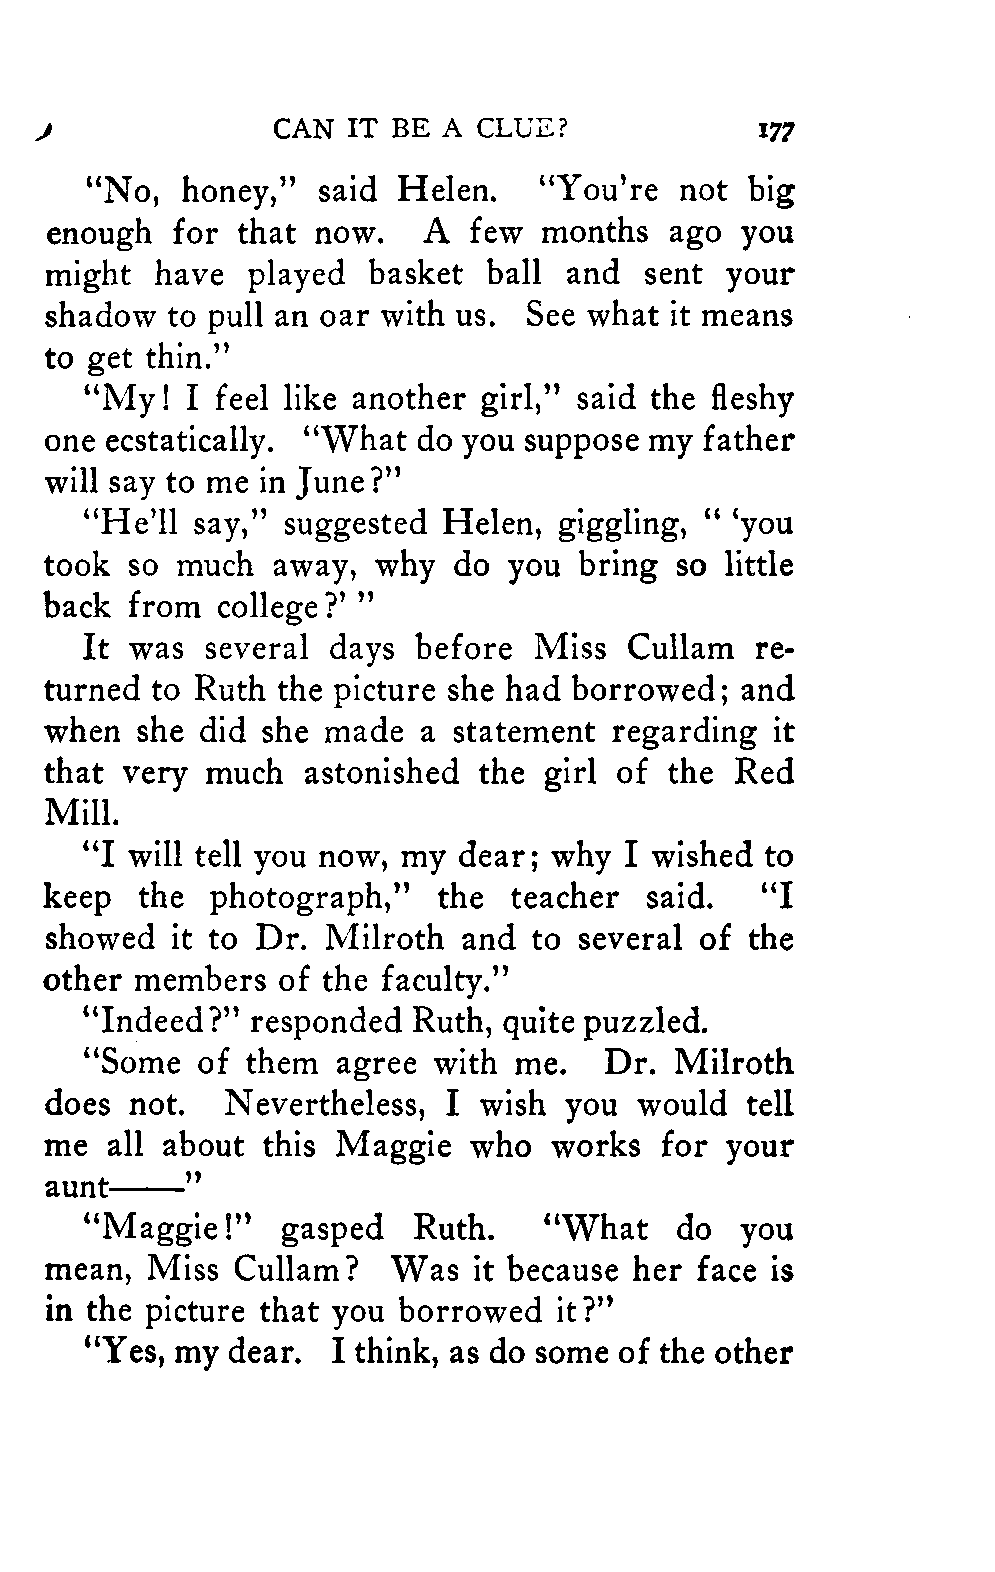 CAN IT BE A CLUE? 177
"No, honey," said Helen. "You're not big
enough for that now. A few months ago you
might have played basket ball and sent your
shadow to pull an oar with us. See what it means
to get thin."
"My! I feel like another girl," said the fleshy
one ecstatically. "What do you suppose my father
will say to me in June?"
"He'll say," suggested Helen, giggling, " 'you
took so much away, why do you bring so little
back from college?' "
It was several days before Miss Cullam re-
turned to Ruth the picture she had borrowed; and
when she did she made a statement regarding it
that very much astonished the girl of the Red
Mill.
"I will tell you now, my dear; why I wished to
keep the photograph," the teacher said. "I
showed it to Dr. Milroth and to several of the
other members of the faculty."
"Indeed?" responded Ruth, quite puzzled.
"Some of them agree with me. Dr. Milroth
does not. Nevertheless, I wish you would tell
me all about this Maggie who works for your
aunt——"
"Maggie!" gasped Ruth. "What do you
mean, Miss Cullam? Was it because her face is
in the picture that you borrowed it?"
"Yes, my dear. I think, as do some of the other